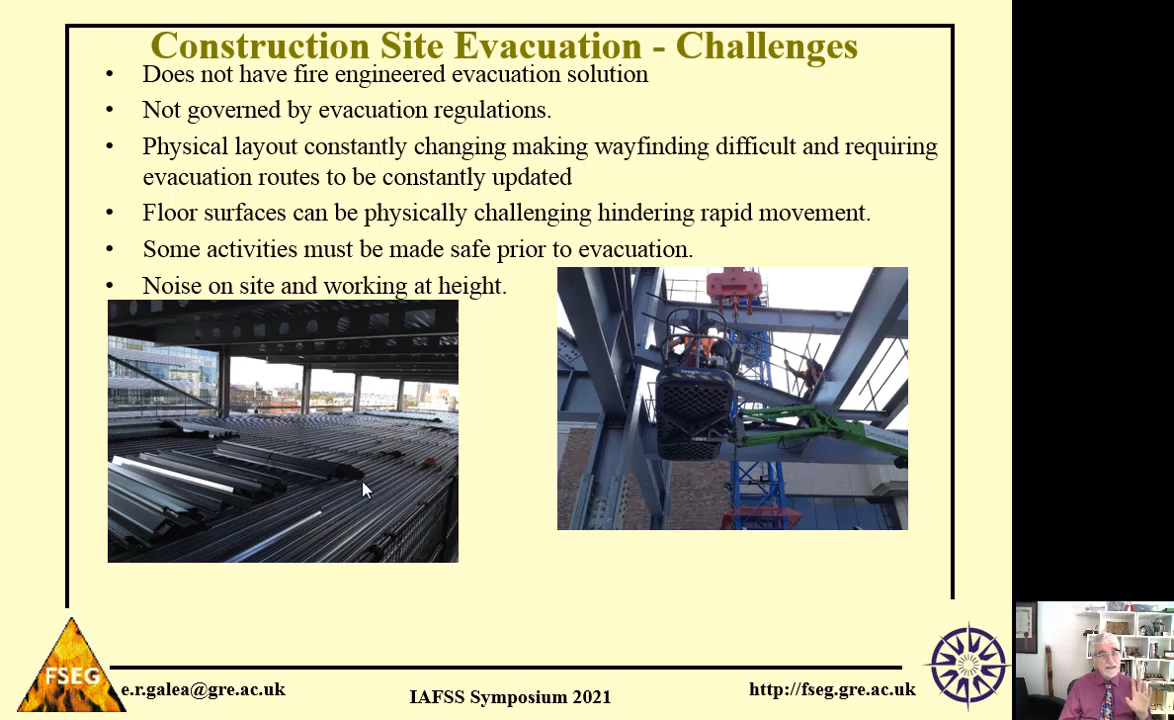 Construction Site Evacuation - Challenges
• Does not have fire engineered evacuation solution
• Not governed by evacuation regulations.
• Physical layout constantly changing making wayfinding difficult and requiring
evacuation routes to be constantly updated
• Floor surfaces can be physically challenging hindering rapid movement.
• Some activities must be made safe prior to evacuation.
• Noise on site and working at height.
FSEG
e.r.galea@gre.ac.uk
IAFSS Symposium 2021
http://fseg.gre.ac.uk